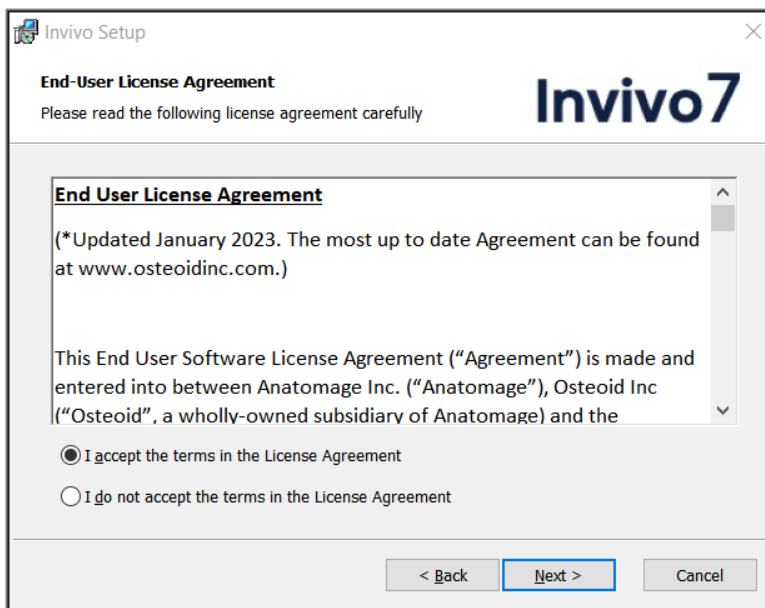 Invivo Setup
End-User License Agreement
Please read the following license agreement carefully
Invivo7
End User License Agreement
(*Updated January 2023. The most up to date Agreement can be found
at www.osteoidinc.com.)
This End User Software License Agreement (“Agreement”) is made and
entered into between Anatomage Inc. (“Anatomage”), Osteoid Inc
(“Osteoid”, a wholly-owned subsidiary of Anatomage) and the
I accept the terms in the License Agreement
I do not accept the terms in the License Agreement
< Back
Next >
Cancel